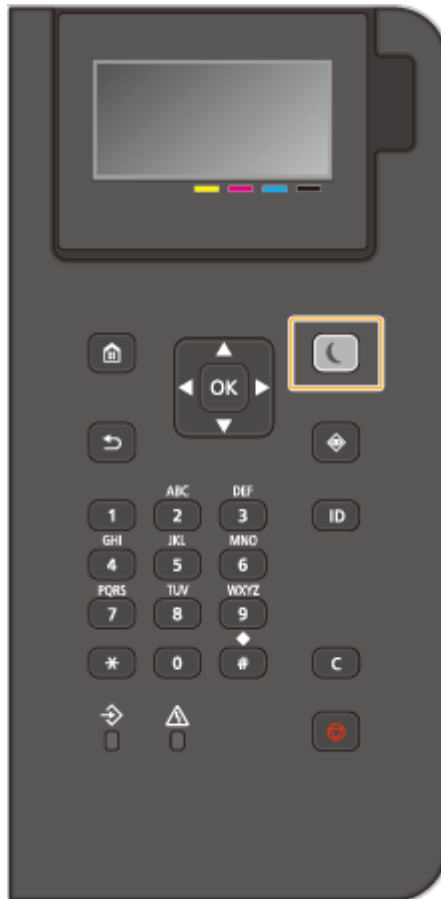 OK
ABC DEF
1 2 3 ID
GHI JKL MNO
4 5 6
PQRS TUV WXYZ
7 8 9
* 0 # C